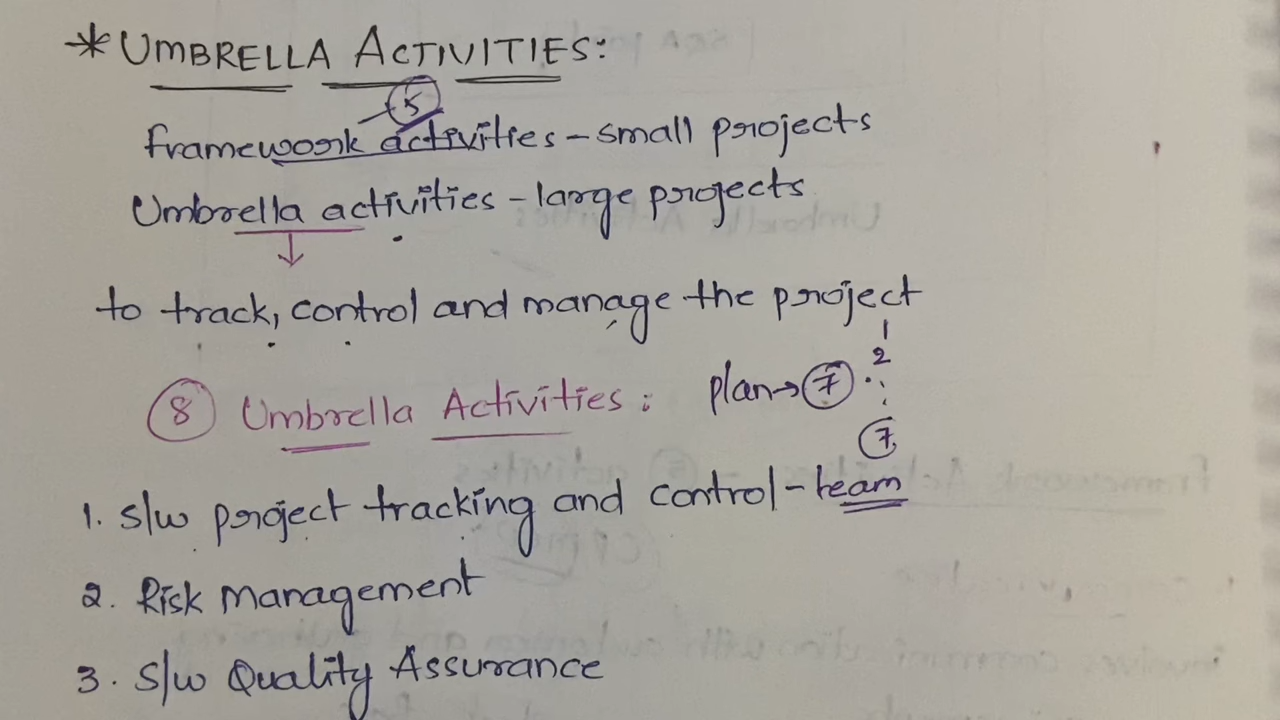 * UMBRELLA ACTIVITIES:
5
framework activities - small projects
Umbrella activities - large projects
↓
to track, control and manage the project
1
2
8 Umbrella Activities: plan → 7
7
1. s/w project tracking and control - team
2. Risk Management
3. s/w Quality Assurance